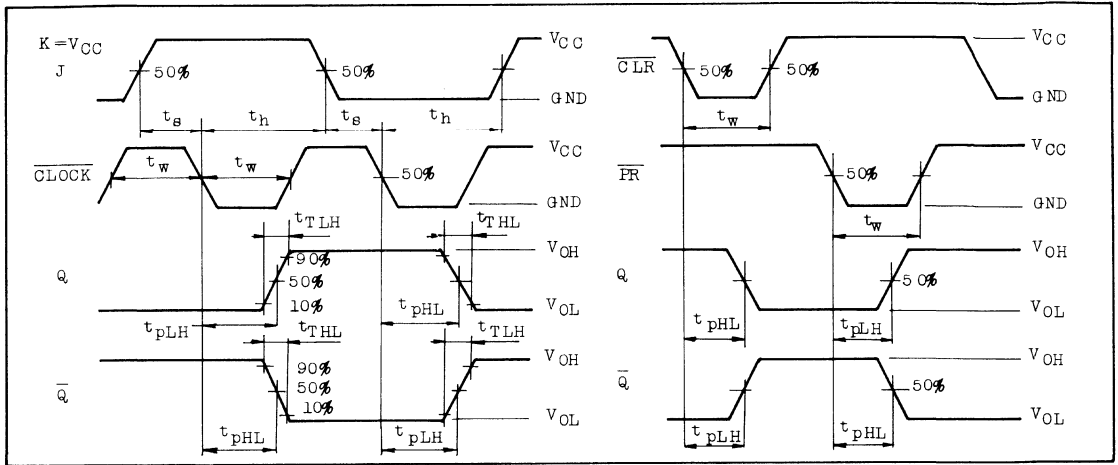 K=VCC
J
50%
50%
VCC
GND
ts
th
ts
th
CLOCK
tw
tw
50%
VCC
GND
tTLH
tTHL
Q
90%
50%
10%
VOH
VOL
tpLH
tTHL
tpHL
tTLH
Q
90%
50%
10%
VOH
VOL
tpHL
tpLH
CLR
50%
50%
VCC
GND
tw
PR
50%
VCC
GND
tw
Q
50%
VOH
VOL
tpHL
tpLH
Q
50%
VOH
VOL
tpLH
tpHL